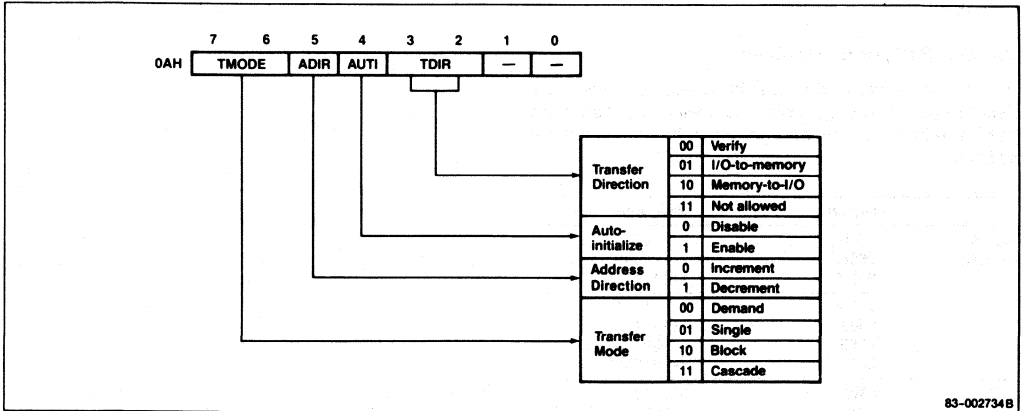 7 6 5 4 3 2 1 0
0AH TMODE ADIR AUTI TDIR — —
Transfer Direction
00 Verify
01 I/O-to-memory
10 Memory-to-I/O
11 Not allowed
Auto-initialize
0 Disable
1 Enable
Address Direction
0 Increment
1 Decrement
Transfer Mode
00 Demand
01 Single
10 Block
11 Cascade
83-002734B